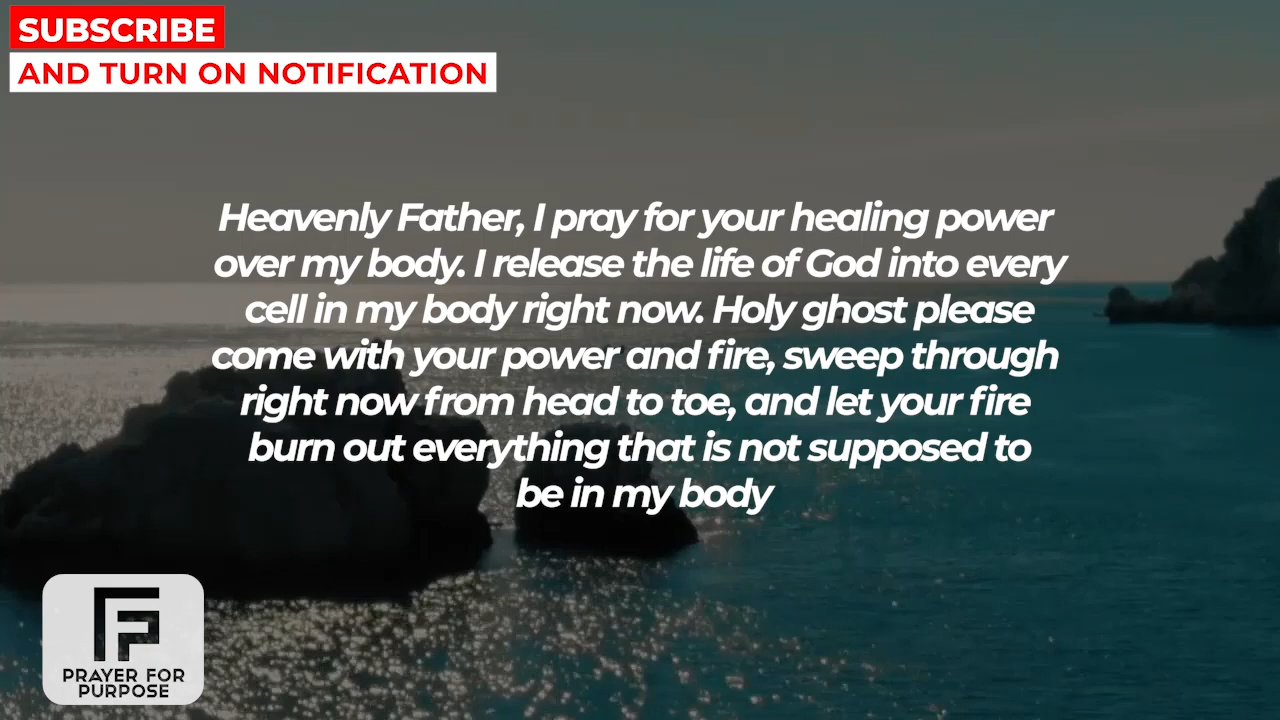 SUBSCRIBE
AND TURN ON NOTIFICATION
Heavenly Father, I pray for your healing power
over my body. I release the life of God into every
cell in my body right now. Holy ghost please
come with your power and fire, sweep through
right now from head to toe, and let your fire
burn out everything that is not supposed to
be in my body
PRAYER FOR
PURPOSE